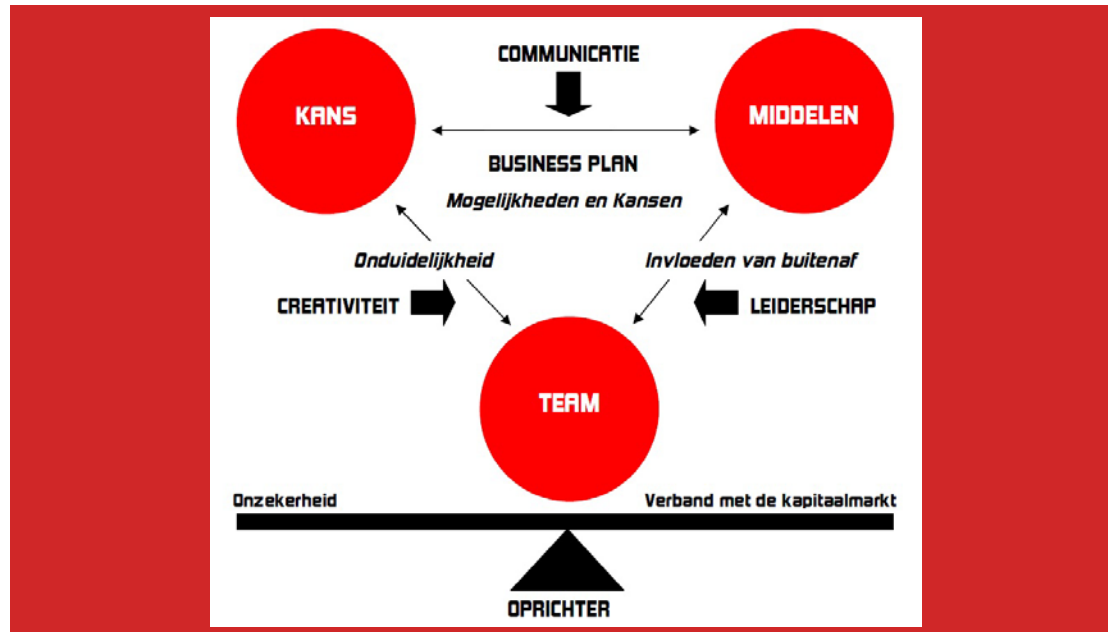 COMMUNICATIE
KANS
MIDDELEN
BUSINESS PLAN
Mogelijkheden en Kansen
Onduidelijkheid
Invloeden van buitenaf
CREATIVITEIT
LEIDERSCHAP
TEAM
Onzekerheid
Verband met de kapitaalmarkt
OPRICHTER